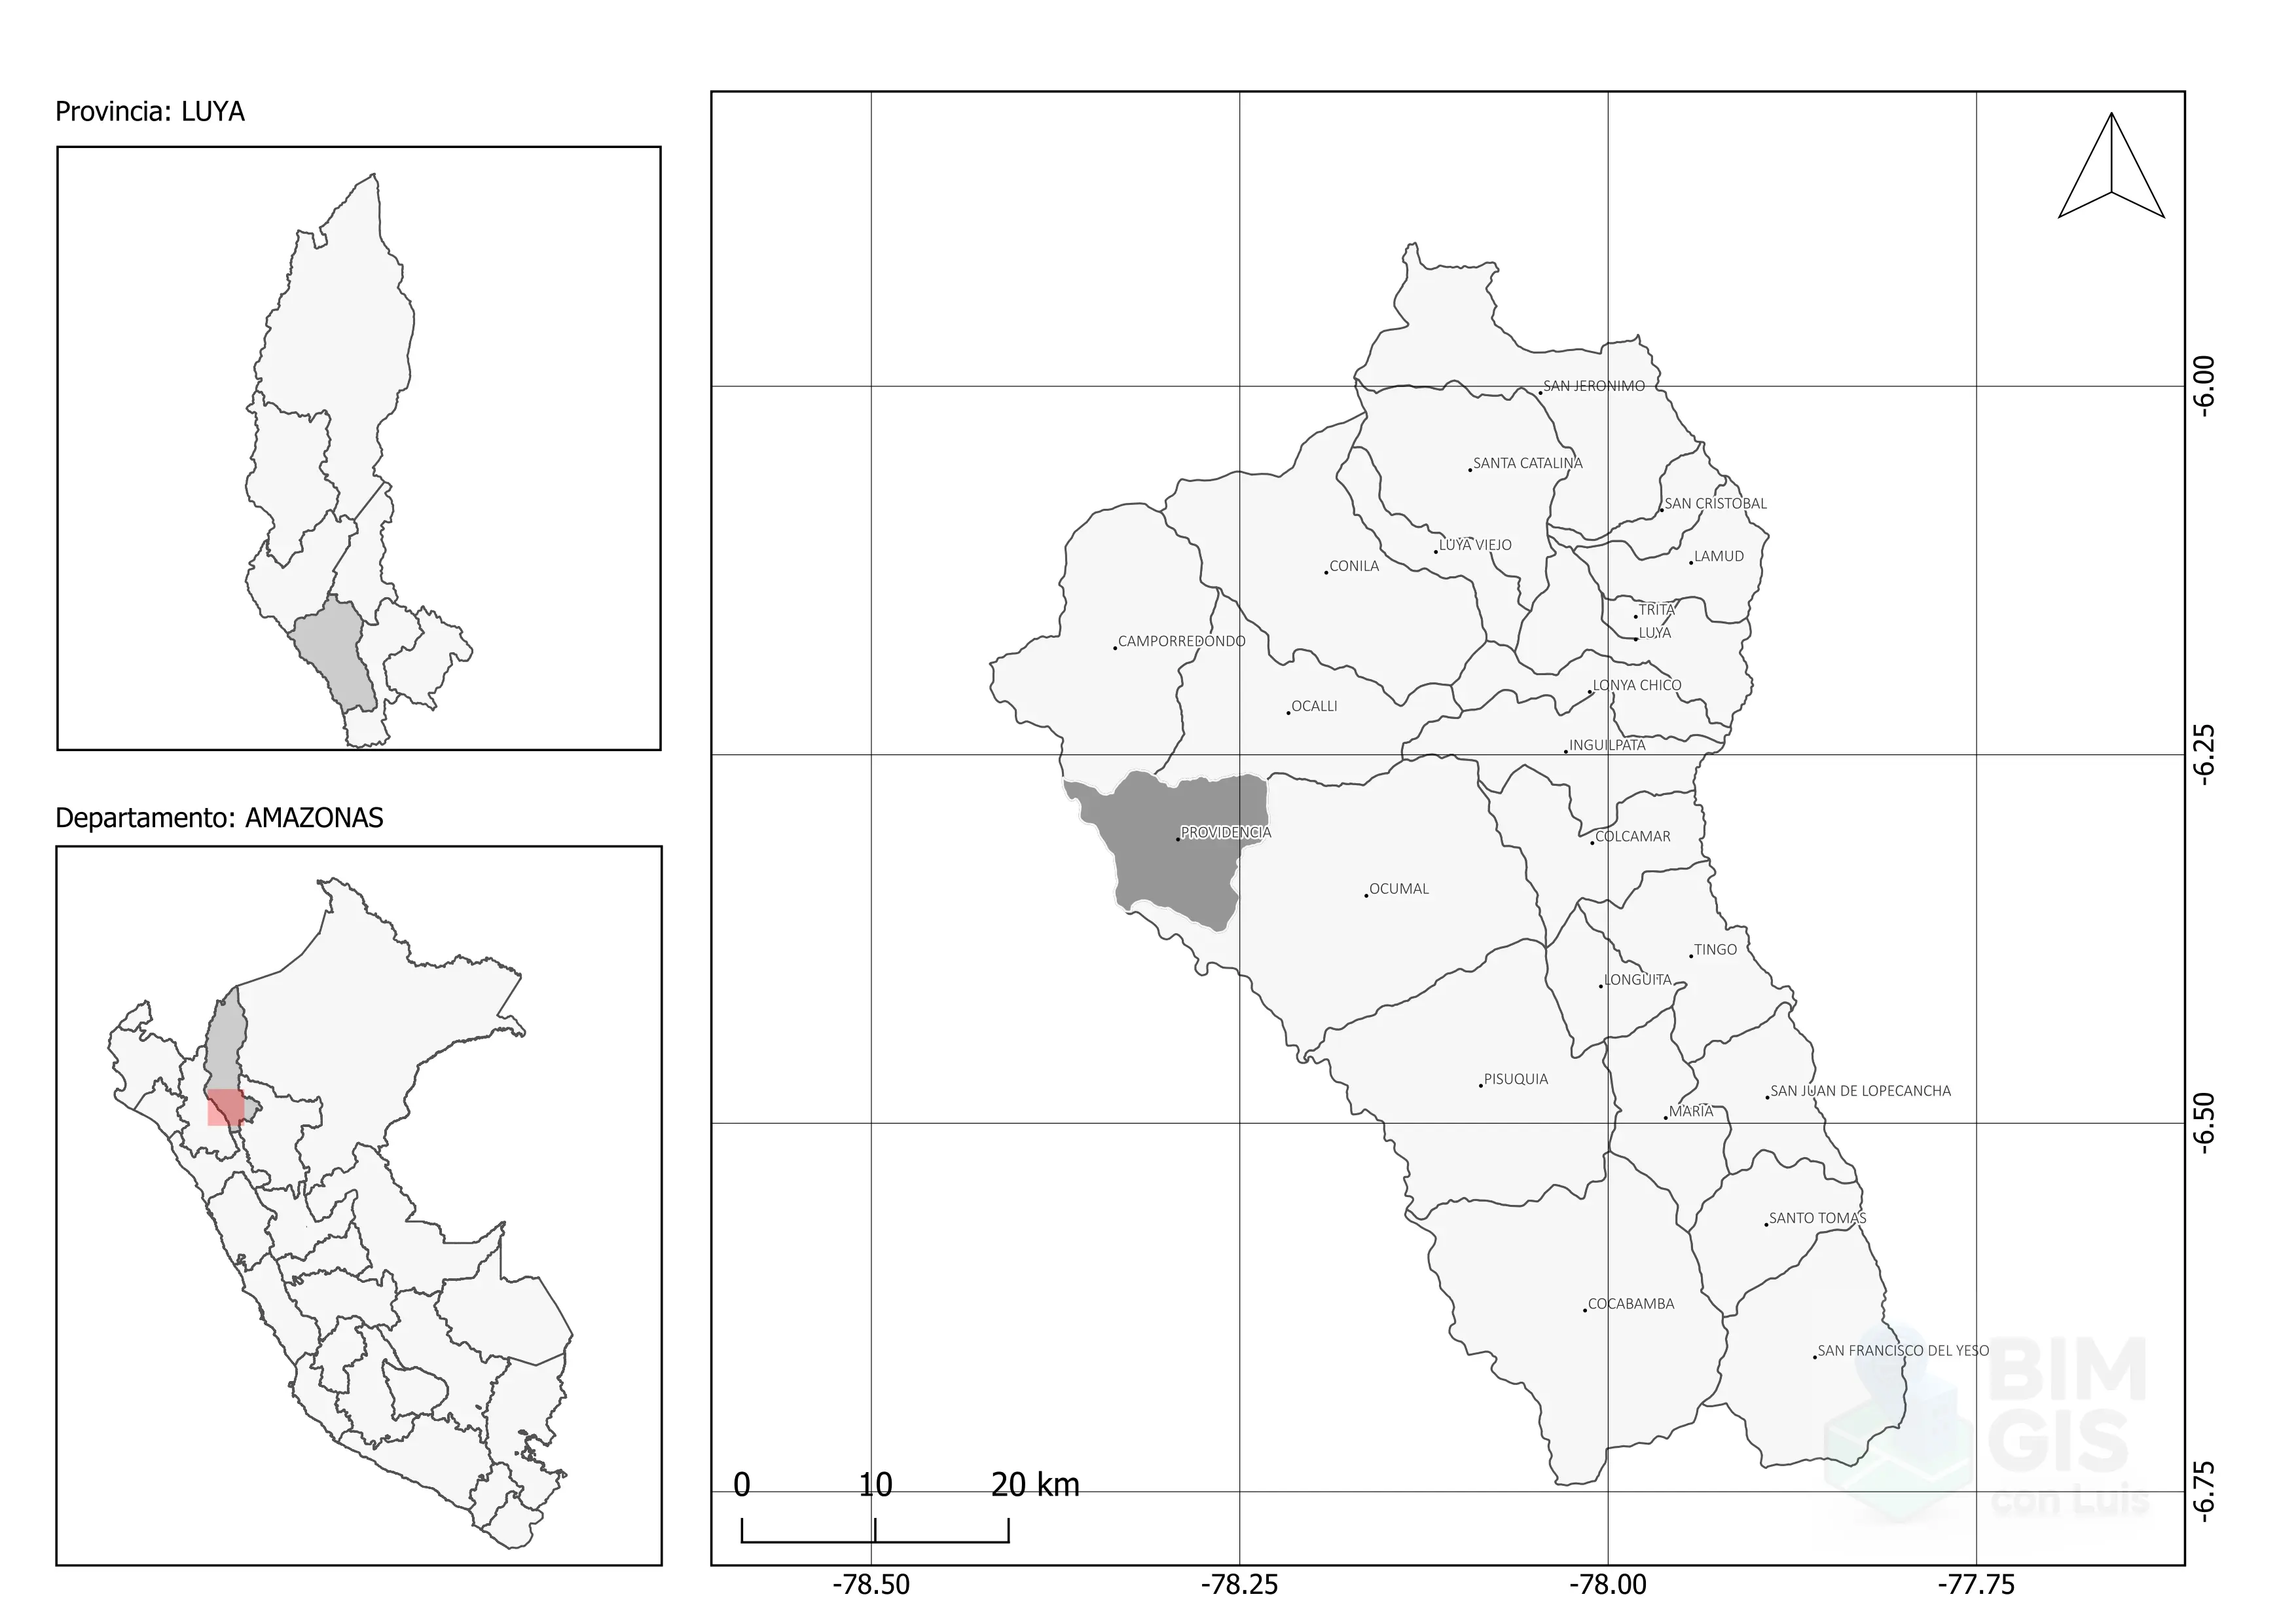 Provincia: LUYA
Departamento: AMAZONAS
SAN JERONIMO
SANTA CATALINA
SAN CRISTOBAL
LUYA VIEJO
LAMUD
CONILA
TRITA
LUYA
CAMPORREDONDO
LONYA CHICO
OCALLI
INGUILPATA
PROVIDENCIA
COLCAMAR
OCUMAL
TINGO
LONGUITA
PISUQUIA
SAN JUAN DE LOPECANCHA
MARIA
SANTO TOMAS
COCABAMBA
SAN FRANCISCO DEL YESO
BIM
GIS
con Luis
0 10 20 km
-6.00
-6.25
-6.50
-6.75
-78.50 -78.25 -78.00 -77.75